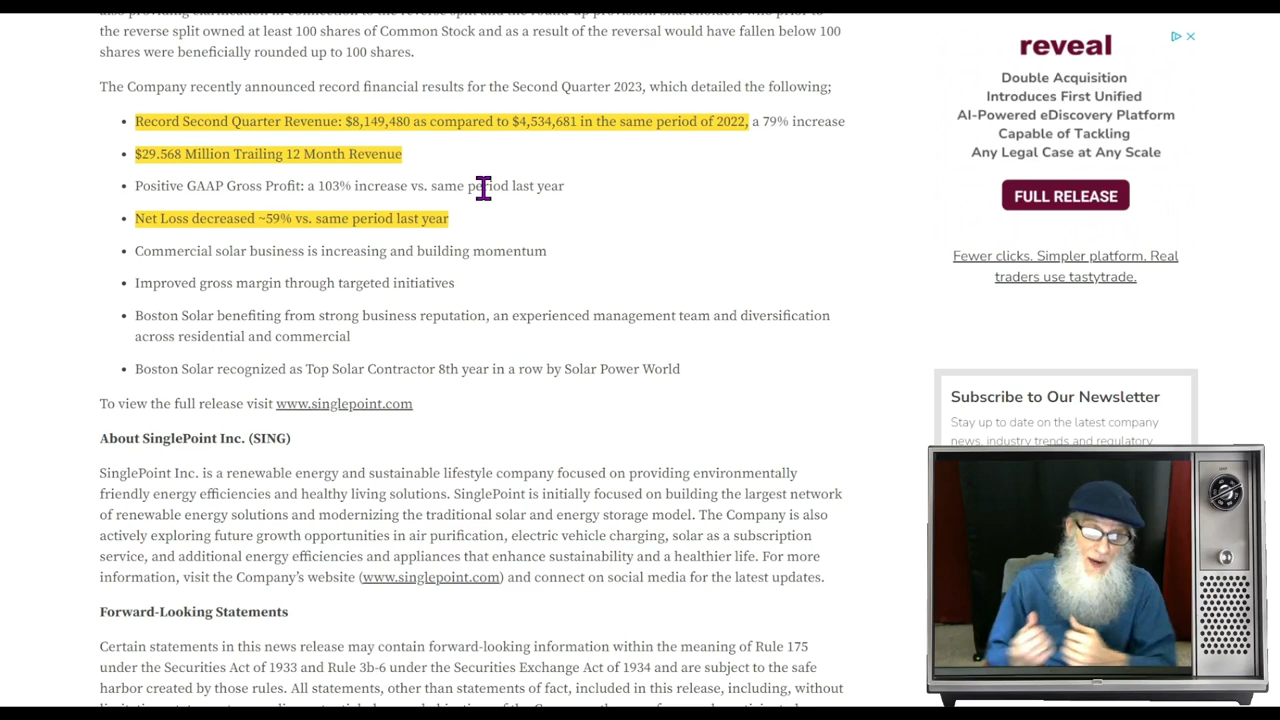 the reverse split owned at least 100 shares of Common Stock and as a result of the reversal would have fallen below 100
shares were beneficially rounded up to 100 shares.
The Company recently announced record financial results for the Second Quarter 2023, which detailed the following;
• Record Second Quarter Revenue: $8,149,480 as compared to $4,534,681 in the same period of 2022, a 79% increase
• $29.568 Million Trailing 12 Month Revenue
• Positive GAAP Gross Profit: a 103% increase vs. same period last year
• Net Loss decreased ~59% vs. same period last year
• Commercial solar business is increasing and building momentum
• Improved gross margin through targeted initiatives
• Boston Solar benefiting from strong business reputation, an experienced management team and diversification
across residential and commercial
• Boston Solar recognized as Top Solar Contractor 8th year in a row by Solar Power World
To view the full release visit www.singlepoint.com
About SinglePoint Inc. (SING)
SinglePoint Inc. is a renewable energy and sustainable lifestyle company focused on providing environmentally
friendly energy efficiencies and healthy living solutions. SinglePoint is initially focused on building the largest network
of renewable energy solutions and modernizing the traditional solar and energy storage model. The Company is also
actively exploring future growth opportunities in air purification, electric vehicle charging, solar as a subscription
service, and additional energy efficiencies and appliances that enhance sustainability and a healthier life. For more
information, visit the Company's website (www.singlepoint.com) and connect on social media for the latest updates.
Forward-Looking Statements
Certain statements in this news release may contain forward-looking information within the meaning of Rule 175
under the Securities Act of 1933 and Rule 3b-6 under the Securities Exchange Act of 1934 and are subject to the safe
harbor created by those rules. All statements, other than statements of fact, included in this release, including, without
reveal
Double Acquisition
Introduces First Unified
AI-Powered eDiscovery Platform
Capable of Tackling
Any Legal Case at Any Scale
FULL RELEASE
Fewer clicks. Simpler platform. Real
traders use tastytrade.
Subscribe to Our Newsletter
Stay up to date on the latest company
news, industry trends and regulatory